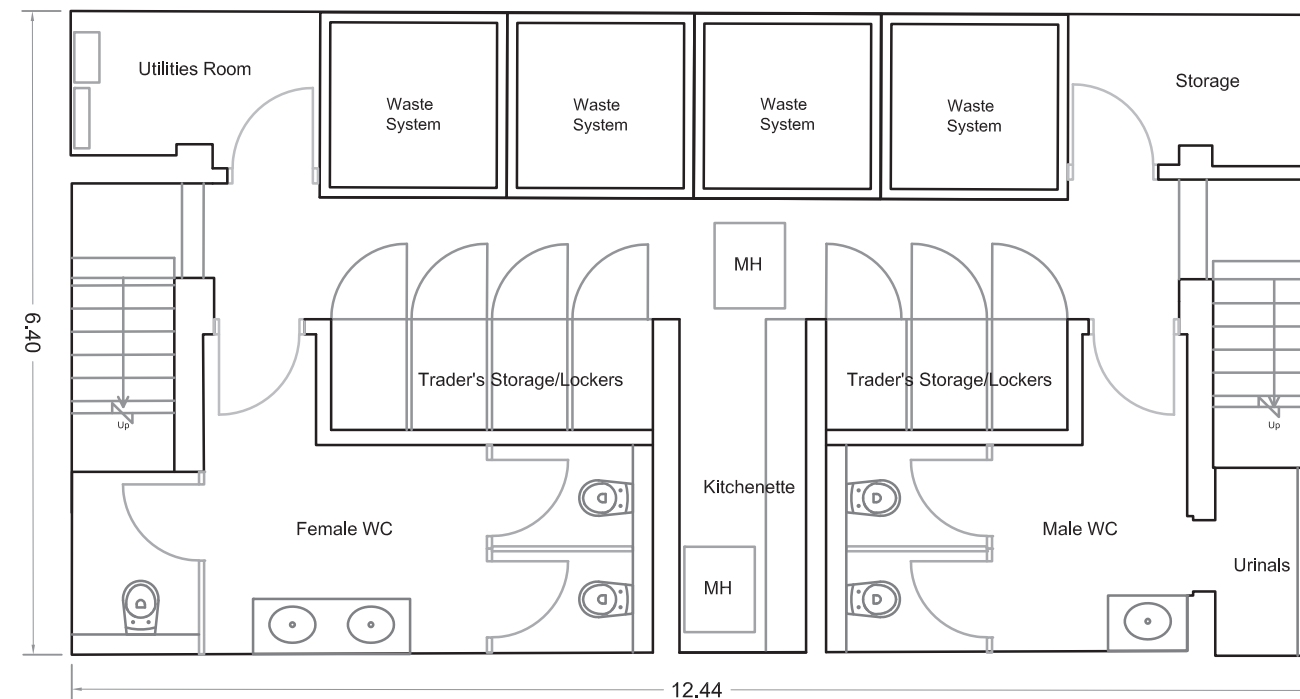 Utilities Room
Waste
System
Waste
System
Waste
System
Waste
System
Storage
MH
6.40
Trader's Storage/Lockers
Trader's Storage/Lockers
Up
Up
Kitchenette
Female WC
Male WC
Urinals
MH
12.44